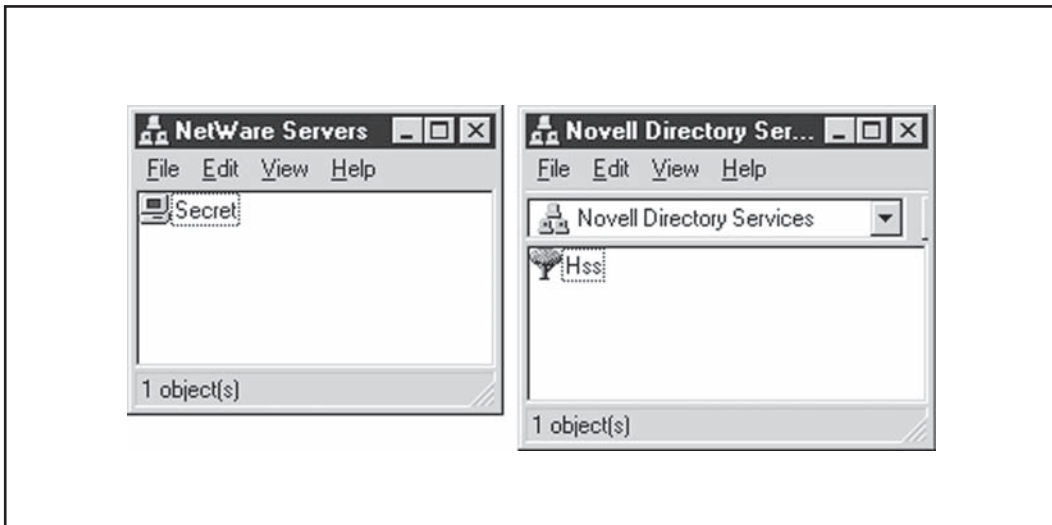 NetWare Servers
File Edit View Help
Secret
1 object(s)
Novell Directory Ser...
File Edit View Help
Novell Directory Services
Hss
1 object(s)